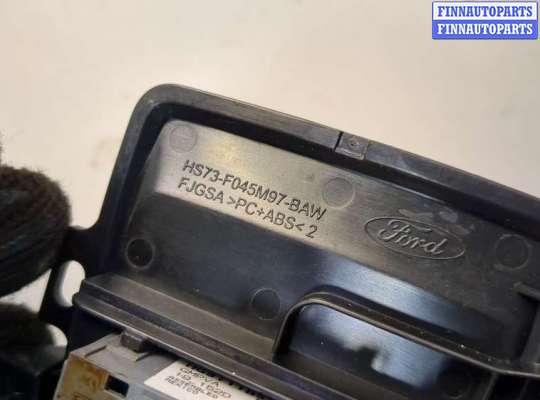 FINNAUTOPARTS
FINNAUTOPARTS
HS73-F045M97-BAW
FJGSA >PC+ABS< 2
Ford